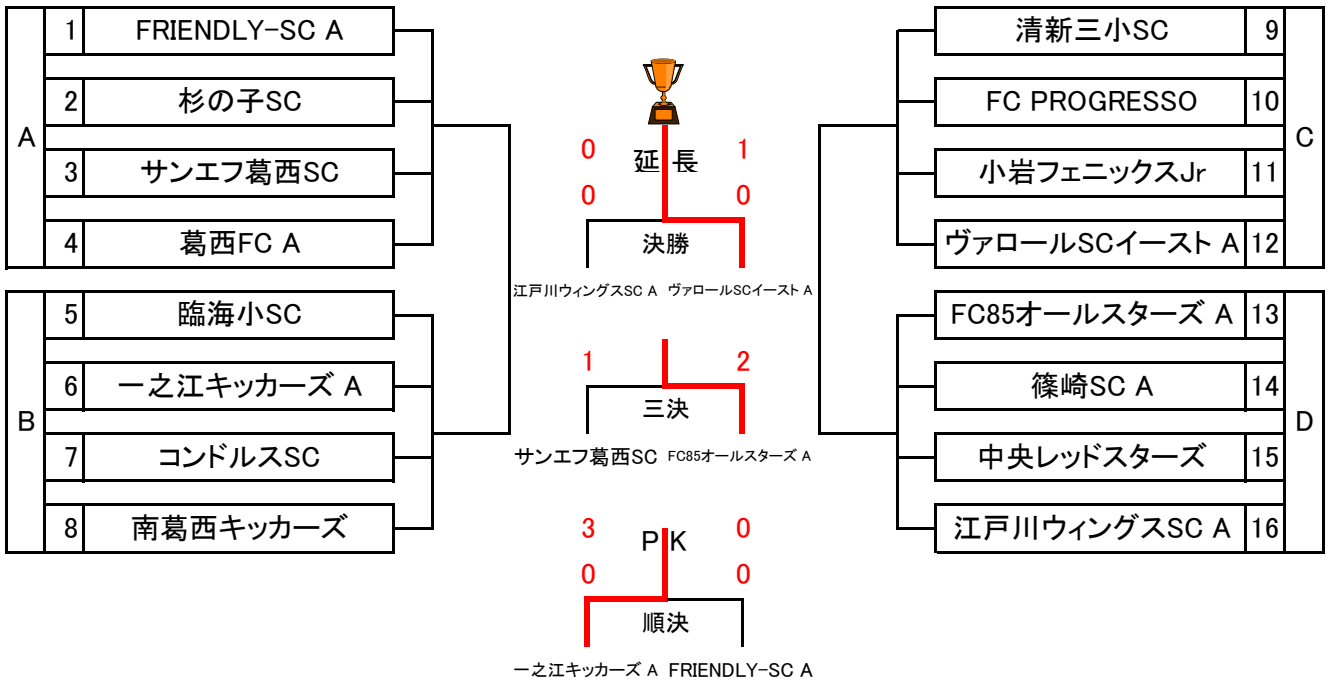 A
1 FRIENDLY-SC A
2 杉の子SC
3 サンエフ葛西SC
4 葛西FC A
B
5 臨海小SC
6 一之江キッカーズ A
7 コンドルスSC
8 南葛西キッカーズ
0 延長 1
0 0
決勝
江戸川ウィングスSC A ヴァロールSCイースト A
1 2
三決
サンエフ葛西SC FC85オールスターズ A
3 PK 0
0 0
順決
一之江キッカーズ A FRIENDLY-SC A
清新三小SC 9
FC PROGRESSO 10
小岩フェニックスJr 11
ヴァロールSCイースト A 12
C
FC85オールスターズ A 13
篠崎SC A 14
中央レッドスターズ 15
江戸川ウィングスSC A 16
D